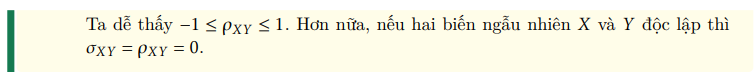 Ta dễ thấy −1 ≤ ρXY ≤ 1. Hơn nữa, nếu hai biến ngẫu nhiên X và Y độc lập thì
σXY = ρXY = 0.